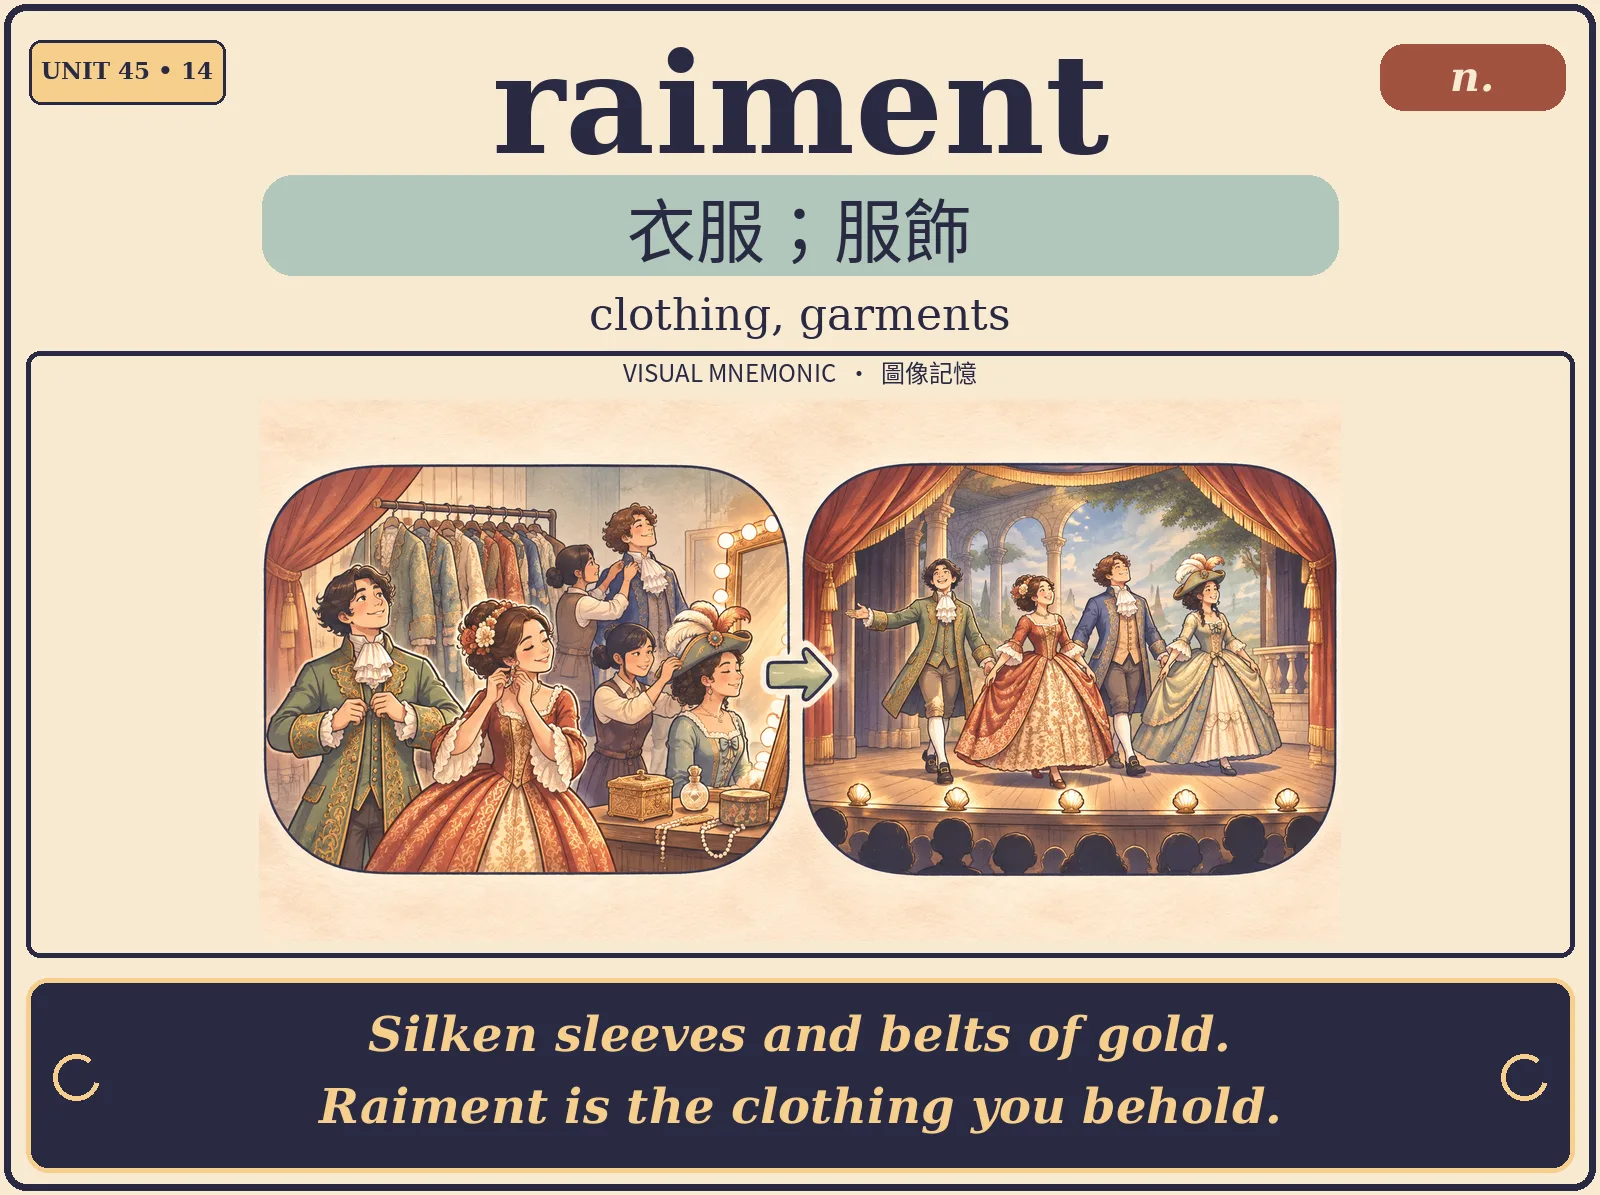 UNIT 45 • 14
raiment
n.
衣服；服飾
clothing, garments
VISUAL MNEMONIC • 圖像記憶
Silken sleeves and belts of gold.
Raiment is the clothing you behold.